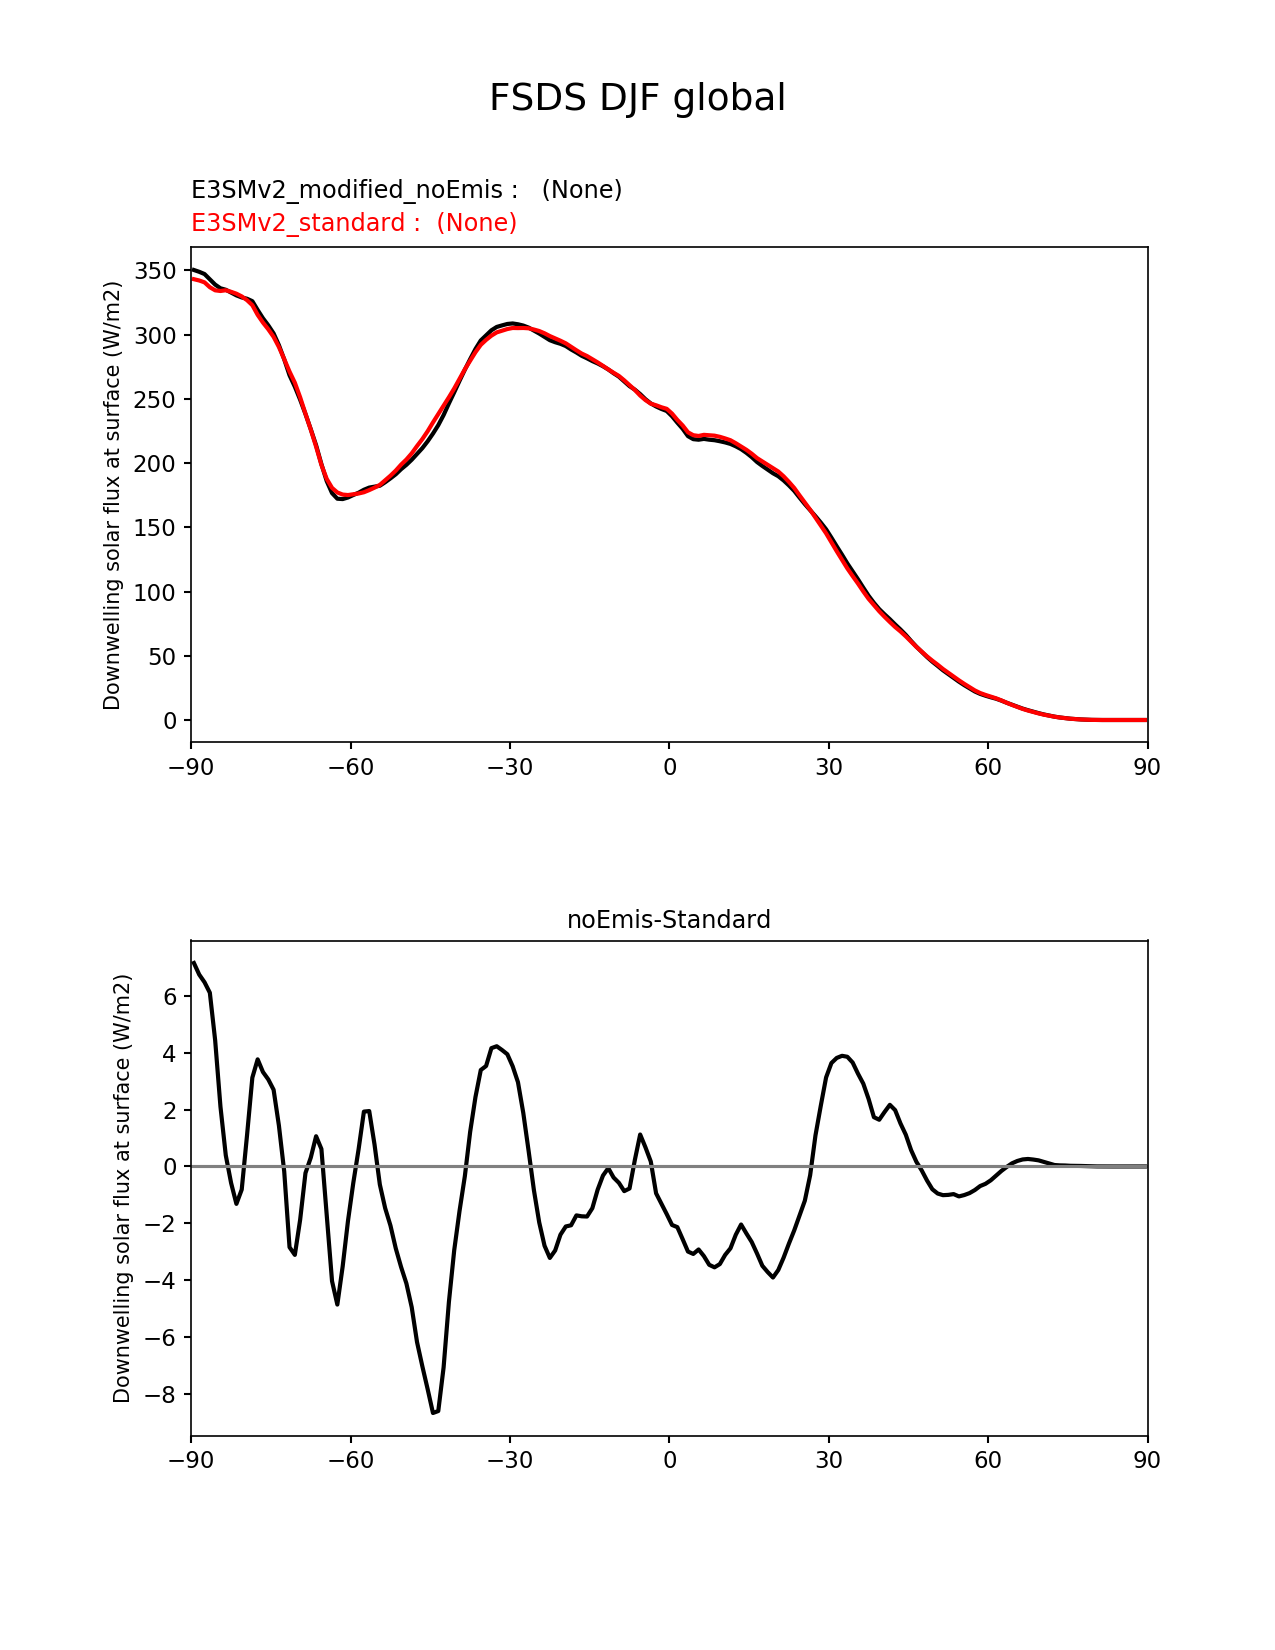 FSDS DJF global
E3SMv2_modified_noEmis :   (None)
E3SMv2_standard :  (None)
Downwelling solar flux at surface (W/m2)
350
300
250
200
150
100
50
0
−90 −60 −30 0 30 60 90
noEmis-Standard
Downwelling solar flux at surface (W/m2)
6
4
2
0
−2
−4
−6
−8
−90 −60 −30 0 30 60 90